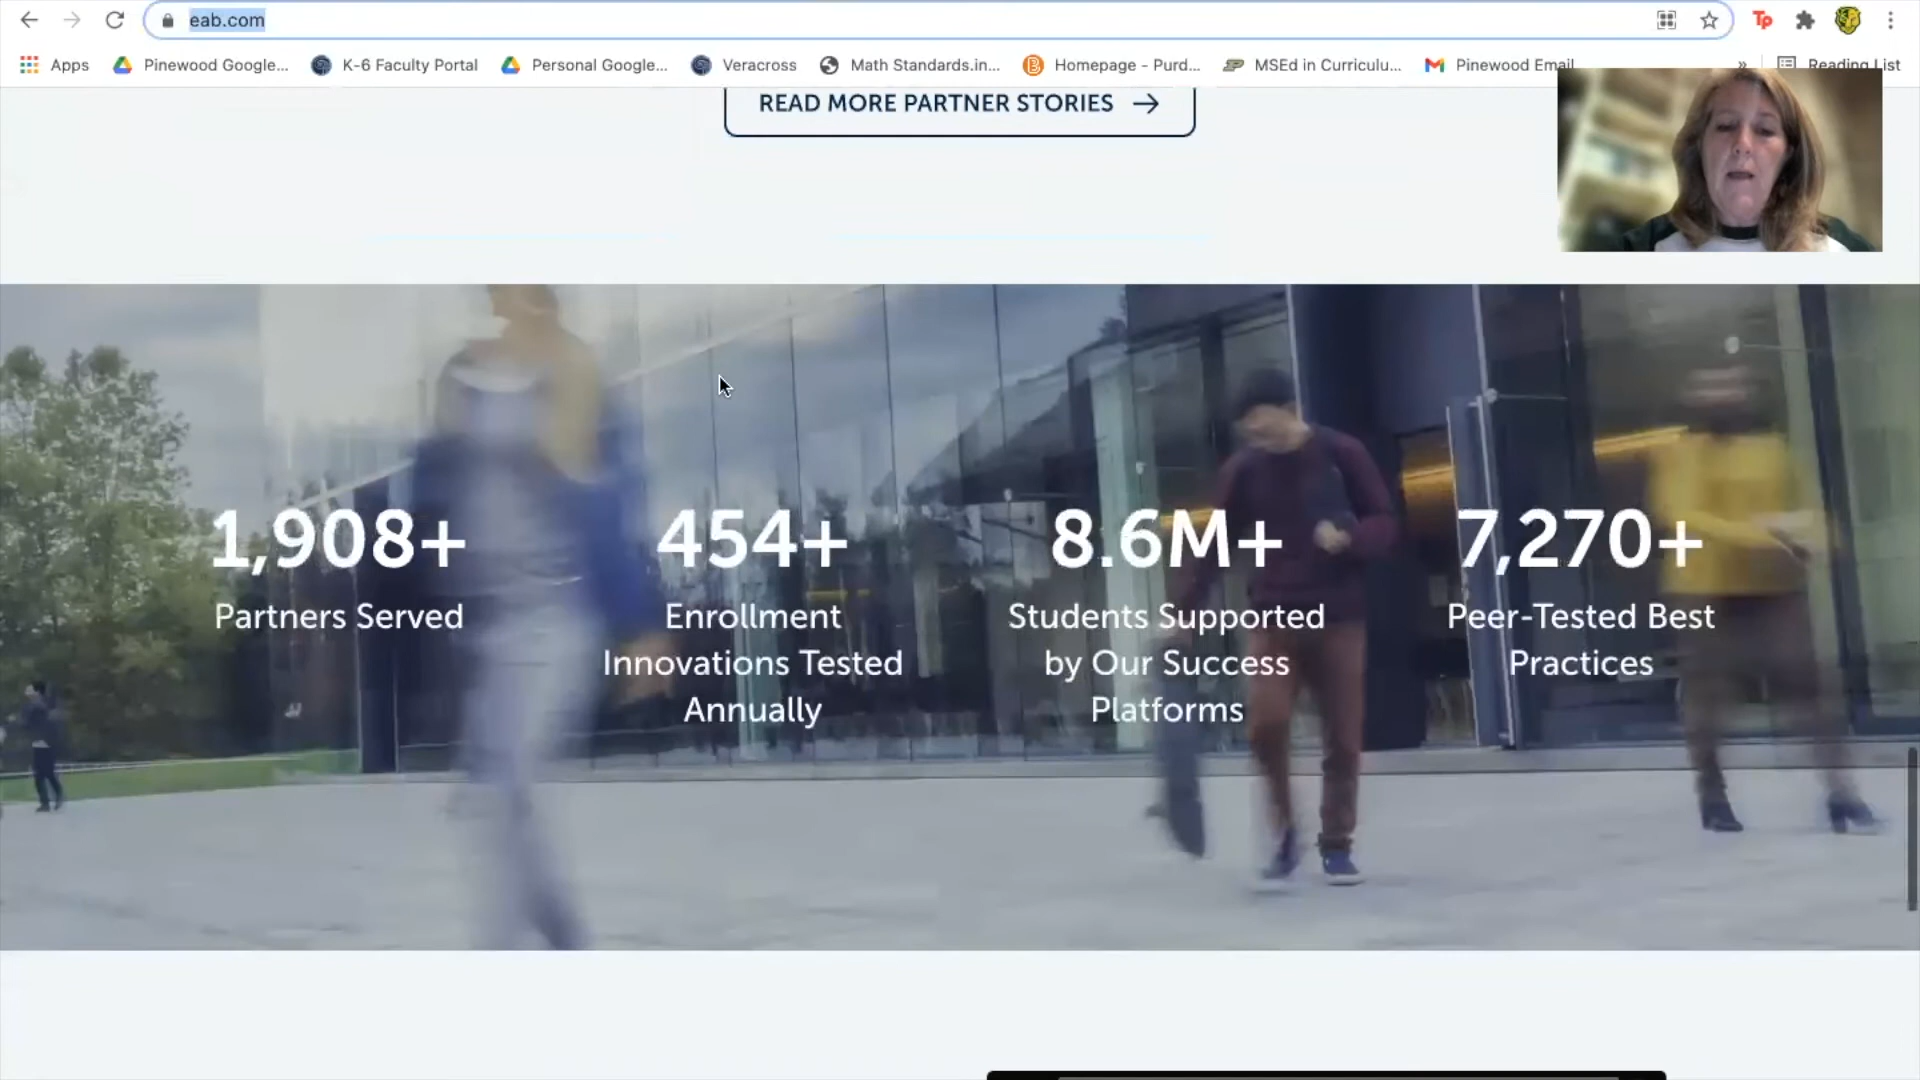 eab.com
Tp
Apps Pinewood Google... K-6 Faculty Portal Personal Google... Veracross Math Standards.in... Homepage - Purd... MSEd in Curriculu... Pinewood Email » Reading List
READ MORE PARTNER STORIES →
1,908+ 454+ 8.6M+ 7,270+
Partners Served Enrollment Students Supported Peer-Tested Best
Innovations Tested by Our Success Practices
Annually Platforms